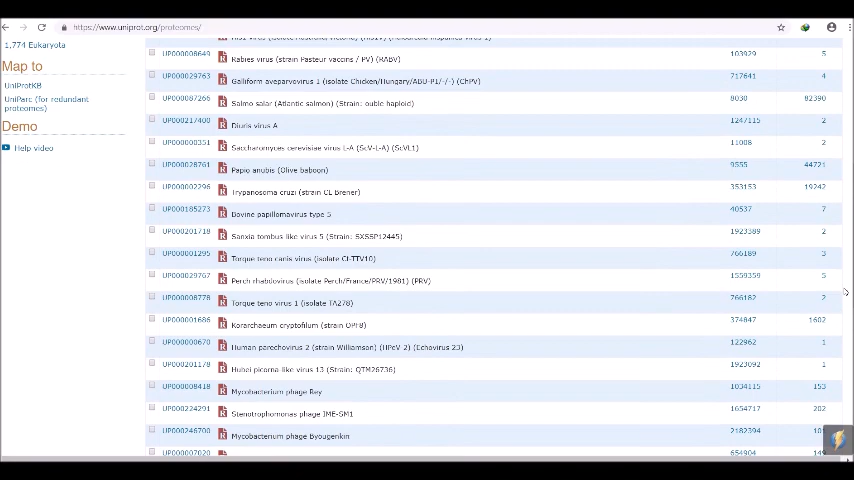 https://www.uniprot.org/proteomes/
1,774 Eukaryota
Map to
UniProtKB
UniParc (for redundant
proteomes)
Demo
Help video
UP000008649 Rabies virus (strain Pasteur vaccins / PV) (RABV) 103929 5
UP000029763 Galliform aveparvovirus 1 (isolate Chicken/Hungary/ABU-P1/-/-) (ChPV) 717641 4
UP000087266 Salmo salar (Atlantic salmon) (Strain: ouble haploid) 8030 82390
UP000217400 Diuris virus A 1247115 2
UP000000351 Saccharomyces cerevisiae virus L-A (ScV-L-A) (ScVL1) 11008 2
UP000028761 Papio anubis (Olive baboon) 9555 44721
UP000002296 Trypanosoma cruzi (strain CL Brener) 353153 19242
UP000185273 Bovine papillomavirus type 5 40537 7
UP000201718 Sanxia tombus like virus 5 (Strain: SXSSP12445) 1923389 2
UP000001295 Torque teno canis virus (isolate Cf-TTV10) 766189 3
UP000029767 Perch rhabdovirus (isolate Perch/France/PRV/1981) (PRV) 1559359 5
UP000008778 Torque teno virus 1 (isolate TA278) 766182 2
UP000001686 Korarchaeum cryptofilum (strain OPF8) 374847 1602
UP000000670 Human parechovirus 2 (strain Williamson) (HPeV-2) (Echovirus 23) 122962 1
UP000201178 Hubei picorna-like virus 13 (Strain: QTM26736) 1923092 1
UP000008418 Mycobacterium phage Rey 1034115 153
UP000224291 Stenotrophomonas phage IME-SM1 1654717 202
UP000246700 Mycobacterium phage Byougenkin 2182394
UP000007020 654904